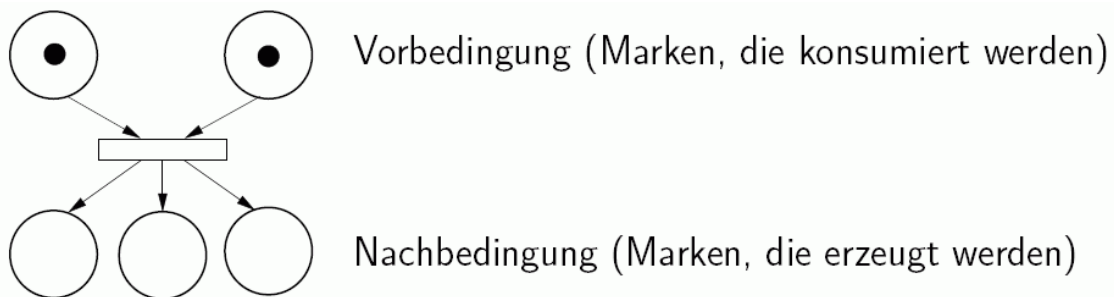 Vorbedingung (Marken, die konsumiert werden)
Nachbedingung (Marken, die erzeugt werden)